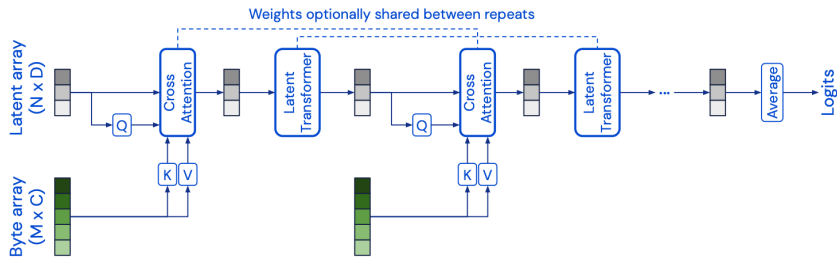 Weights optionally shared between repeats
Latent array
(N x D)
Q
Cross
Attention
K
V
Latent
Transformer
Q
Cross
Attention
K
V
Latent
Transformer
...
Average
Logits
Byte array
(M x C)